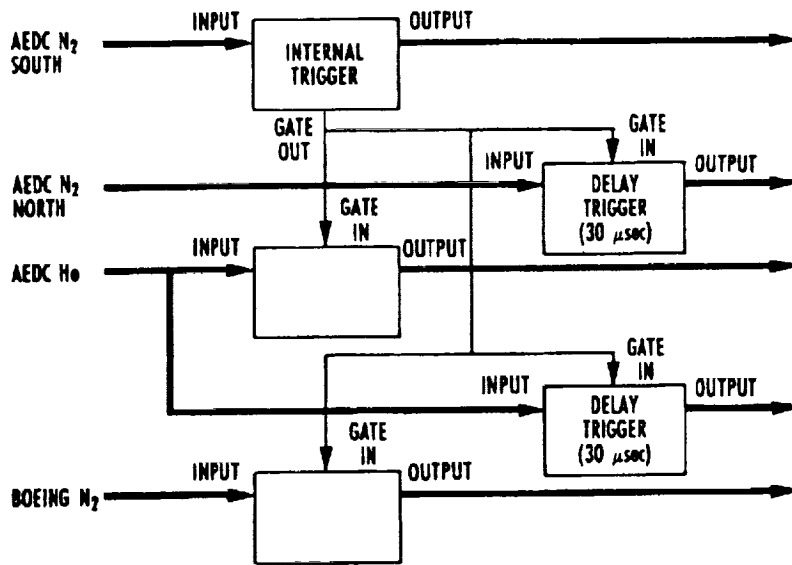 INPUT
OUTPUT
AEDC N₂
SOUTH
INTERNAL
TRIGGER
GATE
OUT
GATE
IN
INPUT
OUTPUT
AEDC N₂
NORTH
DELAY
TRIGGER
(30 μsec)
GATE
IN
INPUT
OUTPUT
AEDC He
GATE
IN
INPUT
OUTPUT
DELAY
TRIGGER
(30 μsec)
GATE
IN
INPUT
OUTPUT
BOEING N₂